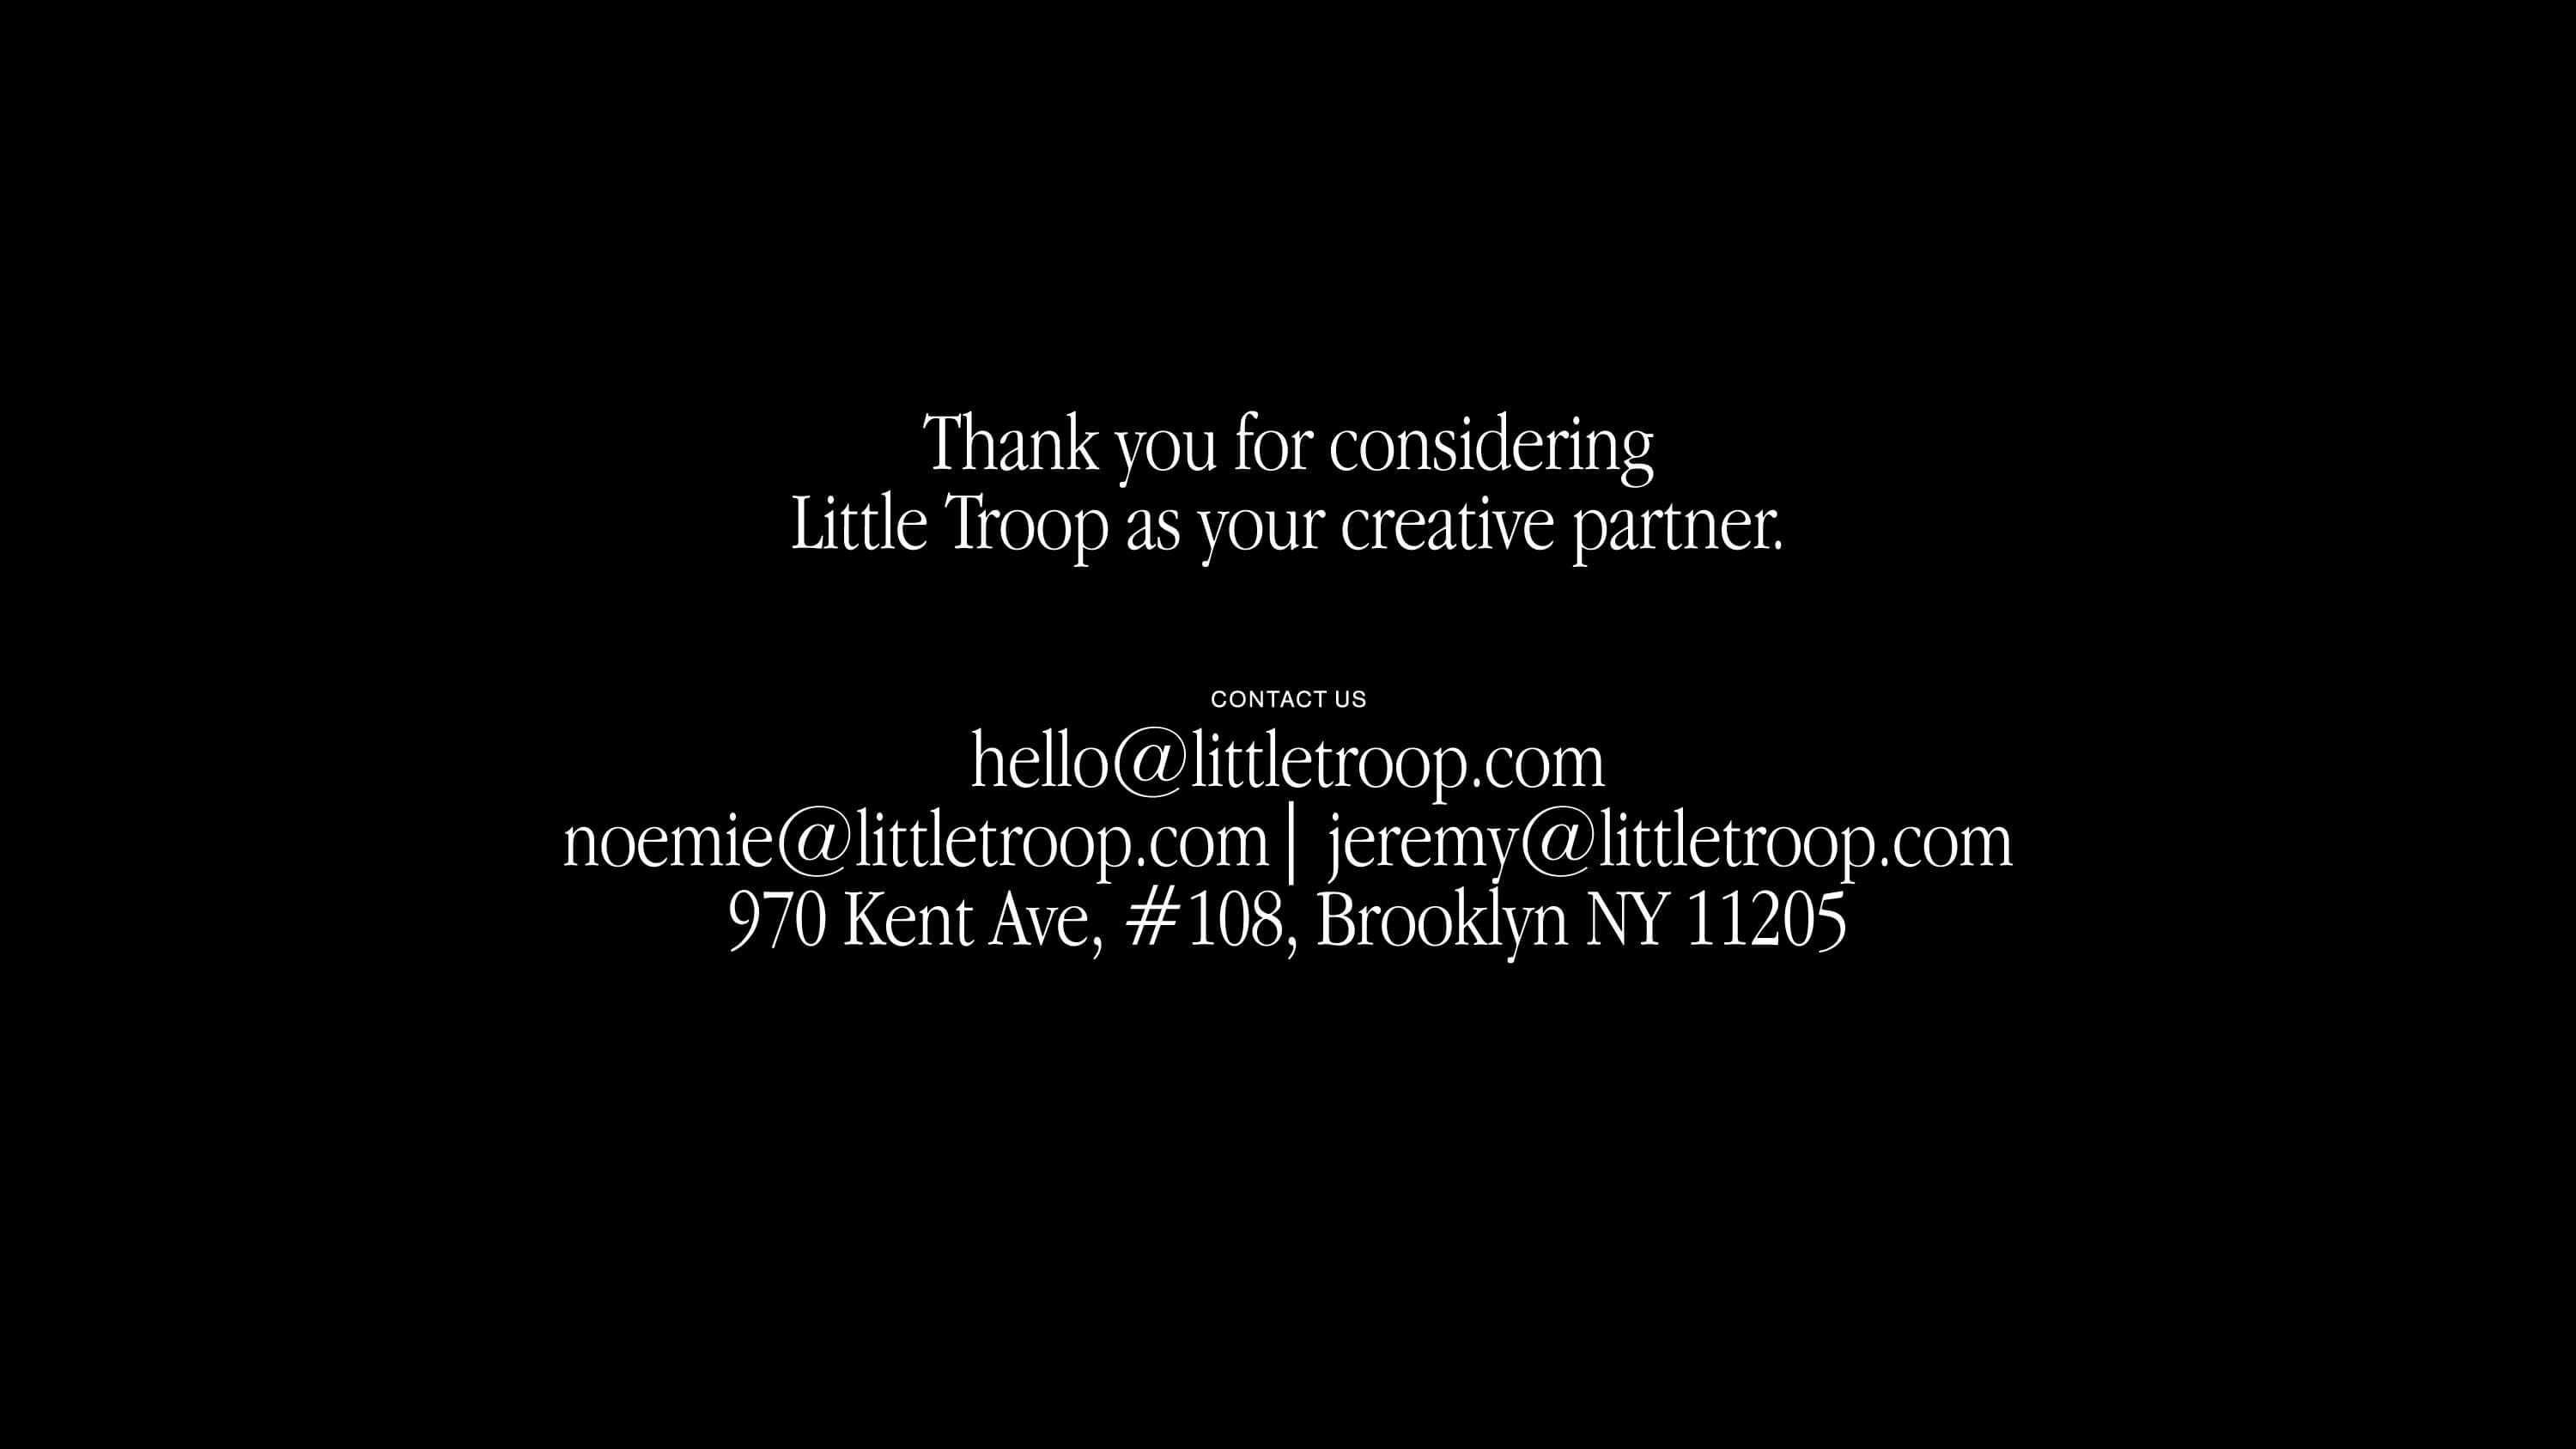 Thank you for considering
Little Troop as your creative partner.
CONTACT US
hello@littletroop.com
noemie@littletroop.com | jeremy@littletroop.com
970 Kent Ave, #108, Brooklyn NY 11205